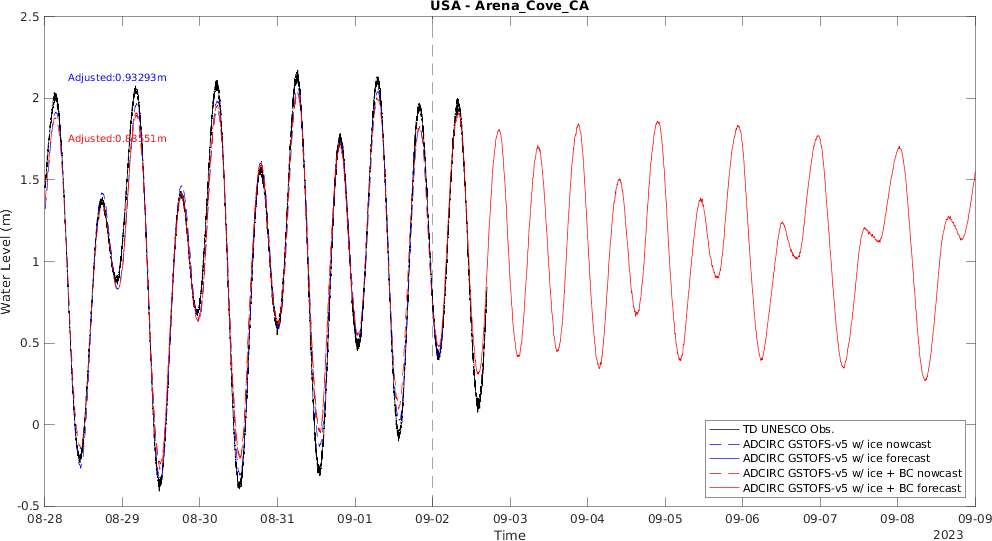 USA - Arena_Cove_CA
2.5
2
1.5
1
0.5
0
-0.5
Water Level (m)
Adjusted:0.93293m
Adjusted:0.88551m
TD UNESCO Obs.
ADCIRC GSTOFS-v5 w/ ice nowcast
ADCIRC GSTOFS-v5 w/ ice forecast
ADCIRC GSTOFS-v5 w/ ice + BC nowcast
ADCIRC GSTOFS-v5 w/ ice + BC forecast
08-28 08-29 08-30 08-31 09-01 09-02 09-03 09-04 09-05 09-06 09-07 09-08 09-09
Time
2023